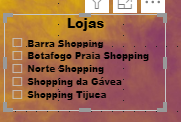 Lojas
Barra Shopping
Botafogo Praia Shopping
Norte Shopping
Shopping da Gávea
Shopping Tijuca